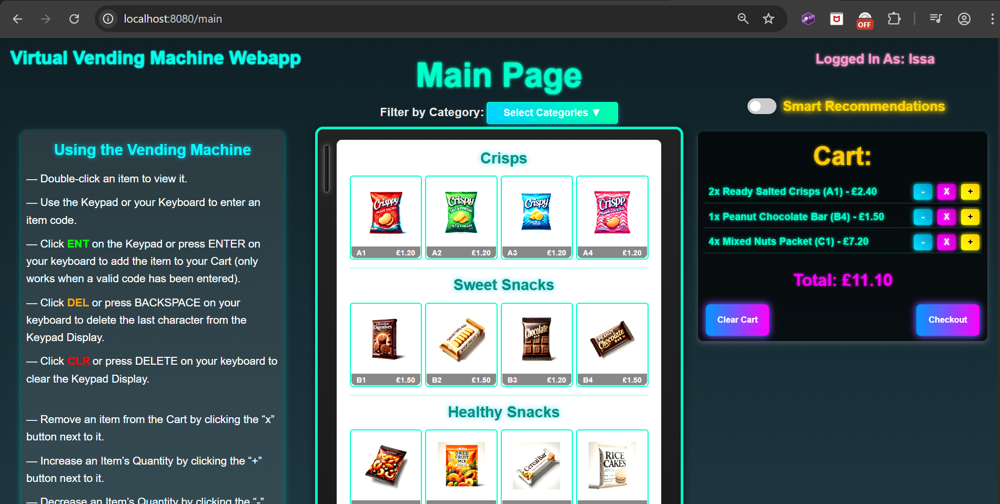 localhost:8080/main
OFF
Virtual Vending Machine Webapp
Main Page
Logged In As: Issa
Filter by Category: Select Categories ▼
Smart Recommendations
Using the Vending Machine
— Double-click an item to view it.
— Use the Keypad or your Keyboard to enter an
item code.
— Click ENT on the Keypad or press ENTER on
your keyboard to add the item to your Cart (only
works when a valid code has been entered).
— Click DEL or press BACKSPACE on your
keyboard to delete the last character from the
Keypad Display.
— Click CLR or press DELETE on your keyboard to
clear the Keypad Display.
— Remove an item from the Cart by clicking the “x”
button next to it.
— Increase an Item’s Quantity by clicking the “+”
button next to it.
— Decrease an Item’s Quantity by clicking the “-”
Crisps
Crisppy
READY SALTED
Crispy
SALT & VINEGAR
SALT & VINEGAR
Crispy
Crispp
PRAWN COCKTAIL
A1 £1.20
A2 £1.20
A3 £1.20
A4 £1.20
Sweet Snacks
Chocolate
Digestives
SHORTBREAD
Chocolate
BAR
PEANUT
Chocolate
BAR
B1 £1.50
B2 £1.50
B3 £1.20
B4 £1.50
Healthy Snacks
DRED
FRUIT
MIX
CerealBar
RICE
CAKES
Cart:
2x Ready Salted Crisps (A1) - £2.40 - X +
1x Peanut Chocolate Bar (B4) - £1.50 - X +
4x Mixed Nuts Packet (C1) - £7.20 - X +
Total: £11.10
Clear Cart
Checkout